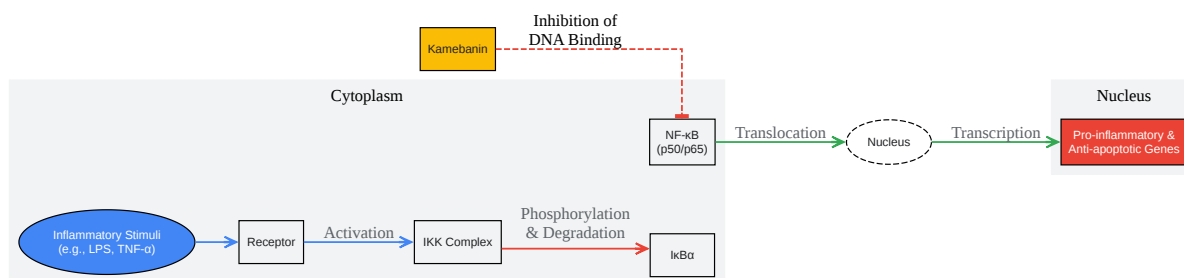 Inhibition of
DNA Binding
Kamebanin
Cytoplasm
Nucleus
NF-κB
(p50/p65)
Translocation
Nucleus
Transcription
Pro-inflammatory &
Anti-apoptotic Genes
Inflammatory Stimuli
(e.g., LPS, TNF-α)
Receptor
Activation
IKK Complex
Phosphorylation
& Degradation
IκBα